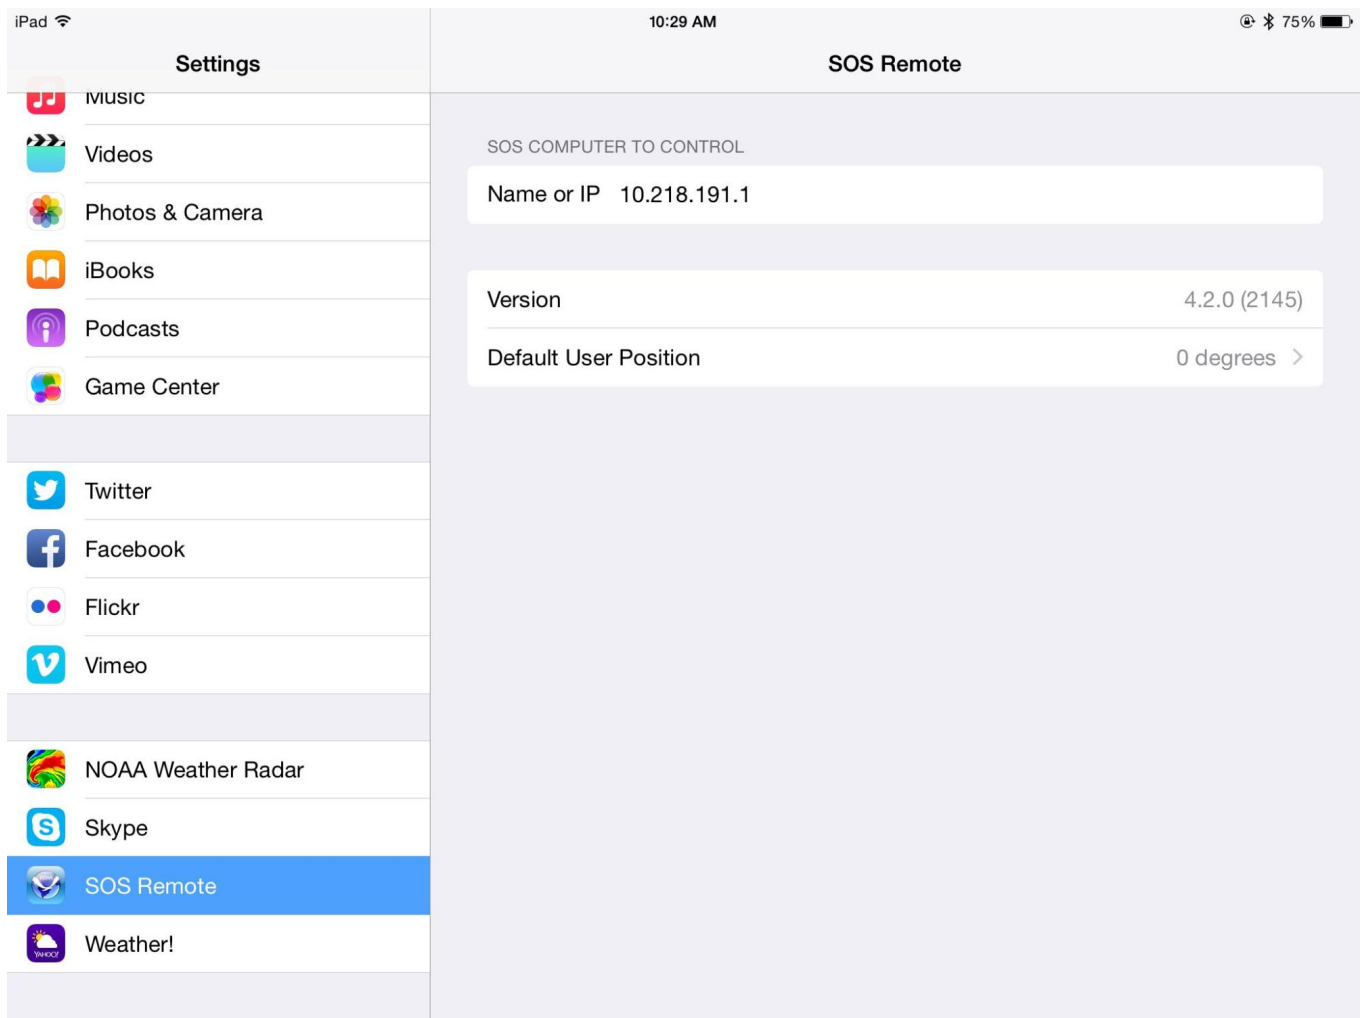 iPad
10:29 AM
75%
Settings
SOS Remote
Music
Videos
Photos & Camera
iBooks
Podcasts
Game Center
Twitter
Facebook
Flickr
Vimeo
NOAA Weather Radar
Skype
SOS Remote
YAHOO!
Weather!
SOS COMPUTER TO CONTROL
Name or IP 10.218.191.1
Version 4.2.0 (2145)
Default User Position 0 degrees